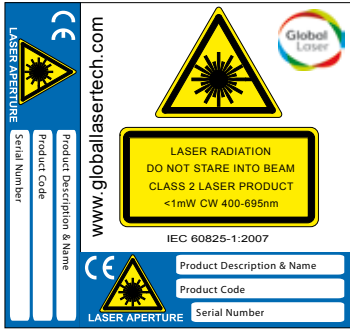 CE
LASER APERTURE
Product Description & Name
Product Code
Serial Number
www.globallasertech.com
Global
Laser
LASER RADIATION
DO NOT STARE INTO BEAM
CLASS 2 LASER PRODUCT
<1mW CW 400-695nm
IEC 60825-1:2007
CE
LASER APERTURE
Product Description & Name
Product Code
Serial Number